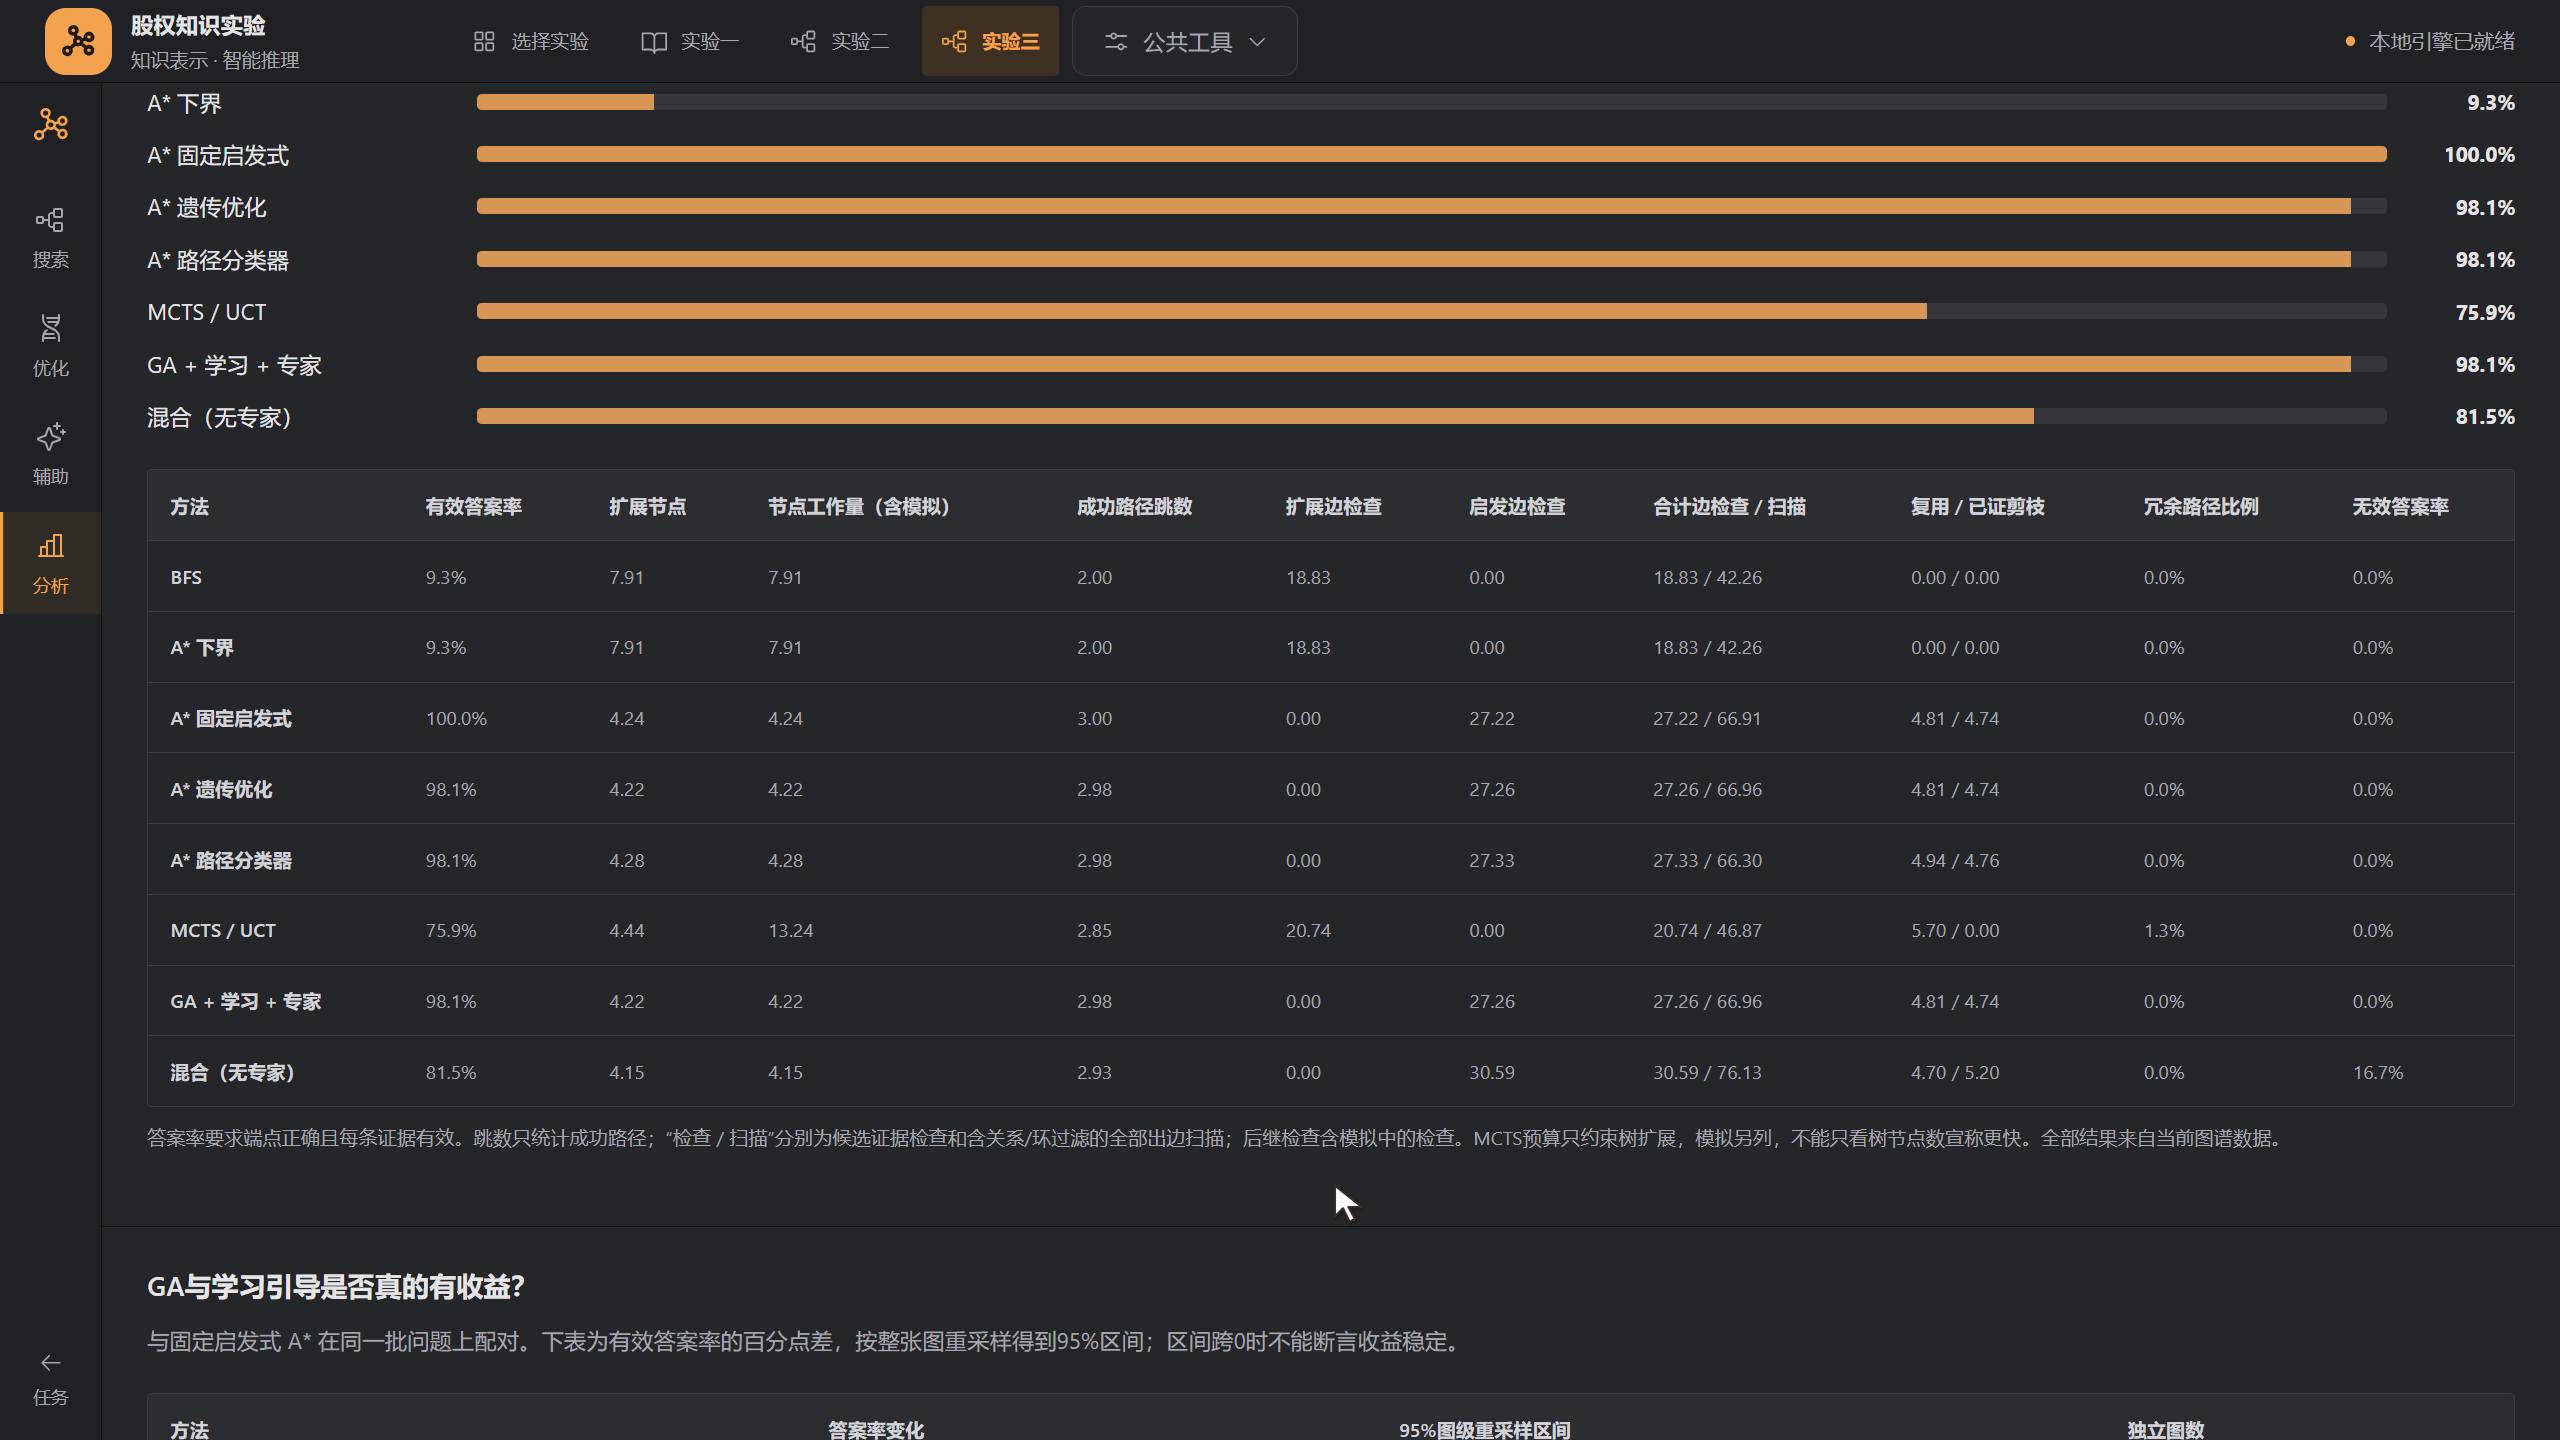 股权知识实验
知识表示 · 智能推理
选择实验
实验一
实验二
实验三
公共工具
本地引擎已就绪
搜索
优化
辅助
分析
任务
A* 下界 9.3%
A* 固定启发式 100.0%
A* 遗传优化 98.1%
A* 路径分类器 98.1%
MCTS / UCT 75.9%
GA + 学习 + 专家 98.1%
混合（无专家） 81.5%
方法 有效答案率 扩展节点 节点工作量（含模拟） 成功路径跳数 扩展边检查 启发边检查 合计边检查 / 扫描 复用 / 已证剪枝 冗余路径比例 无效答案率
BFS 9.3% 7.91 7.91 2.00 18.83 0.00 18.83 / 42.26 0.00 / 0.00 0.0% 0.0%
A* 下界 9.3% 7.91 7.91 2.00 18.83 0.00 18.83 / 42.26 0.00 / 0.00 0.0% 0.0%
A* 固定启发式 100.0% 4.24 4.24 3.00 0.00 27.22 27.22 / 66.91 4.81 / 4.74 0.0% 0.0%
A* 遗传优化 98.1% 4.22 4.22 2.98 0.00 27.26 27.26 / 66.96 4.81 / 4.74 0.0% 0.0%
A* 路径分类器 98.1% 4.28 4.28 2.98 0.00 27.33 27.33 / 66.30 4.94 / 4.76 0.0% 0.0%
MCTS / UCT 75.9% 4.44 13.24 2.85 20.74 0.00 20.74 / 46.87 5.70 / 0.00 1.3% 0.0%
GA + 学习 + 专家 98.1% 4.22 4.22 2.98 0.00 27.26 27.26 / 66.96 4.81 / 4.74 0.0% 0.0%
混合（无专家） 81.5% 4.15 4.15 2.93 0.00 30.59 30.59 / 76.13 4.70 / 5.20 0.0% 16.7%
答案率要求端点正确且每条证据有效。跳数只统计成功路径；“检查 / 扫描”分别为候选证据检查和含关系/环过滤的全部出边扫描；后继检查含模拟中的检查。MCTS预算只约束树扩展，模拟另列，不能只看树节点数宣称更快。全部结果来自当前图谱数据。
GA与学习引导是否真的有收益？
与固定启发式 A* 在同一批问题上配对。下表为有效答案率的百分点差，按整张图重采样得到95%区间；区间跨0时不能断言收益稳定。
方法 答案率变化 95%图级重采样区间 独立图数